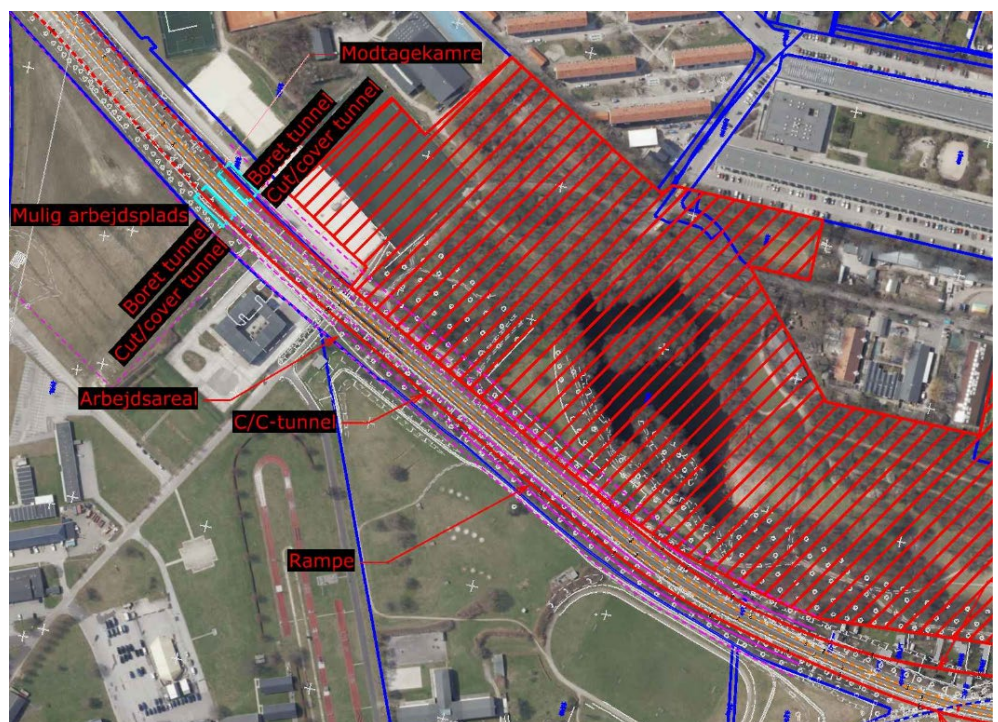 Modtagekamre
Boret tunnel
Cut/cover tunnel
Mulig arbejdsplads
Boret tunnel
Cut/cover tunnel
Arbejdsareal
C/C-tunnel
Rampe